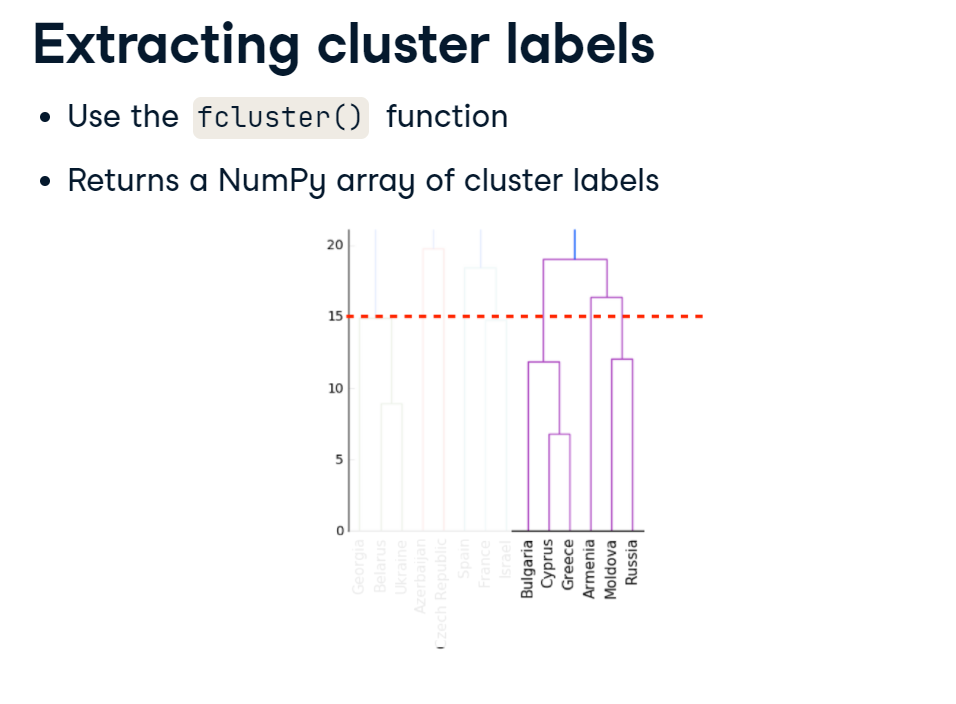 Extracting cluster labels
• Use the fcluster() function
• Returns a NumPy array of cluster labels
20
15
10
5
0
Georgia
Belarus
Ukraine
Azerbaijan
Czech Republic
Spain
France
Israel
Bulgaria
Cyprus
Greece
Armenia
Moldova
Russia